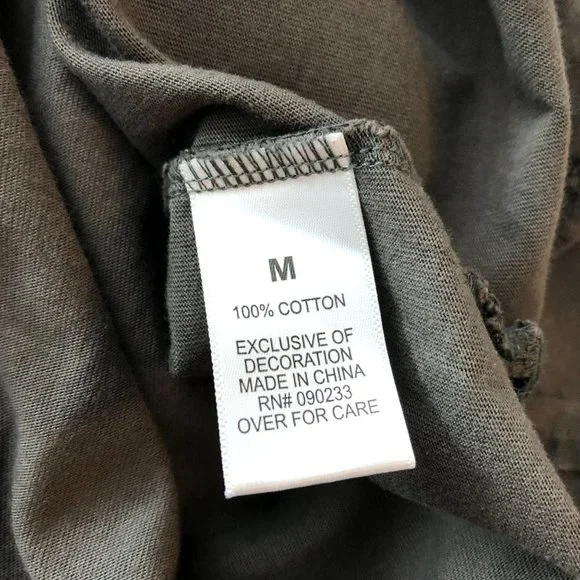 M
100% COTTON
EXCLUSIVE OF
DECORATION
MADE IN CHINA
RN# 090233
OVER FOR CARE